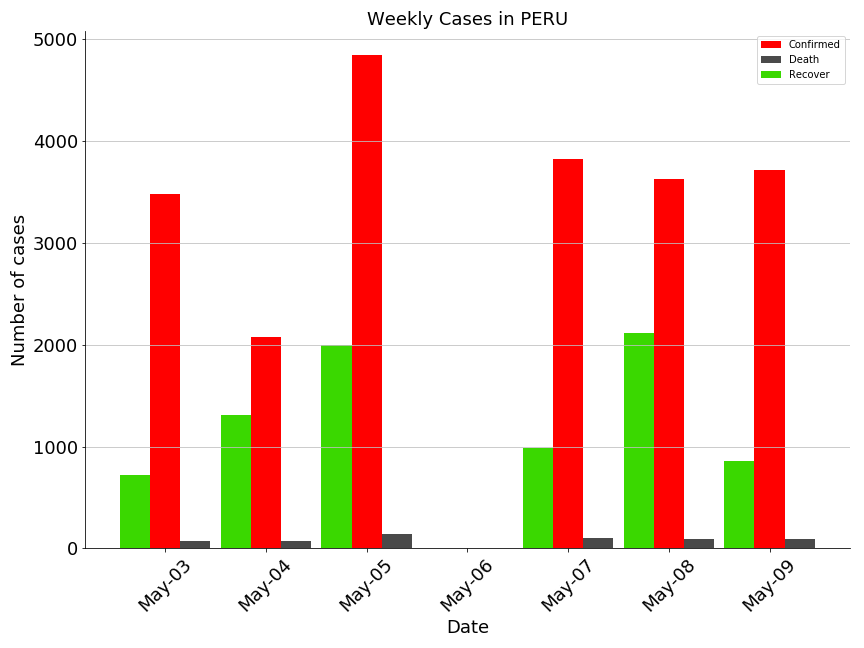 Weekly Cases in PERU
Confirmed
Death
Recover
Number of cases
5000
4000
3000
2000
1000
0
May-03
May-04
May-05
May-06
May-07
May-08
May-09
Date